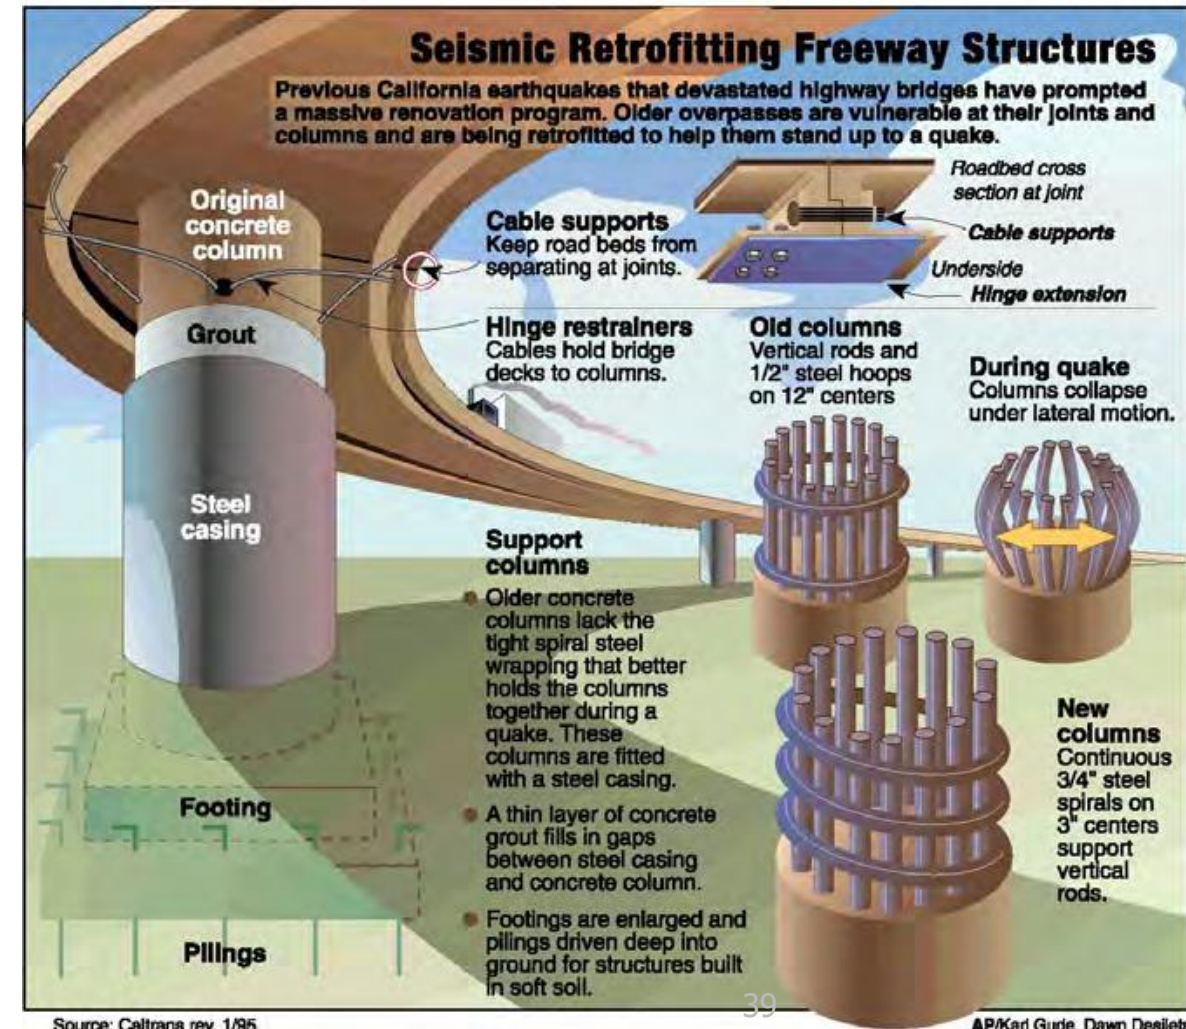 Seismic Retrofitting Freeway Structures
Previous California earthquakes that devastated highway bridges have prompted
a massive renovation program. Older overpasses are vulnerable at their joints and
columns and are being retrofitted to help them stand up to a quake.
Original
concrete
column
Grout
Steel
casing
Footing
Pilings
Cable supports
Keep road beds from
separating at joints.
Roadbed cross
section at joint
Cable supports
Underside
Hinge extension
Hinge restrainers
Cables hold bridge
decks to columns.
Old columns
Vertical rods and
1/2" steel hoops
on 12" centers
During quake
Columns collapse
under lateral motion.
Support
columns
Older concrete
columns lack the
tight spiral steel
wrapping that better
holds the columns
together during a
quake. These
columns are fitted
with a steel casing.
A thin layer of concrete
grout fills in gaps
between steel casing
and concrete column.
Footings are enlarged and
pilings driven deep into
ground for structures built
in soft soil.
New
columns
Continuous
3/4" steel
spirals on
3" centers
support
vertical
rods.
39
Source: Caltrans rev. 1/95
AP/Karl Gude, Dawn Desilets